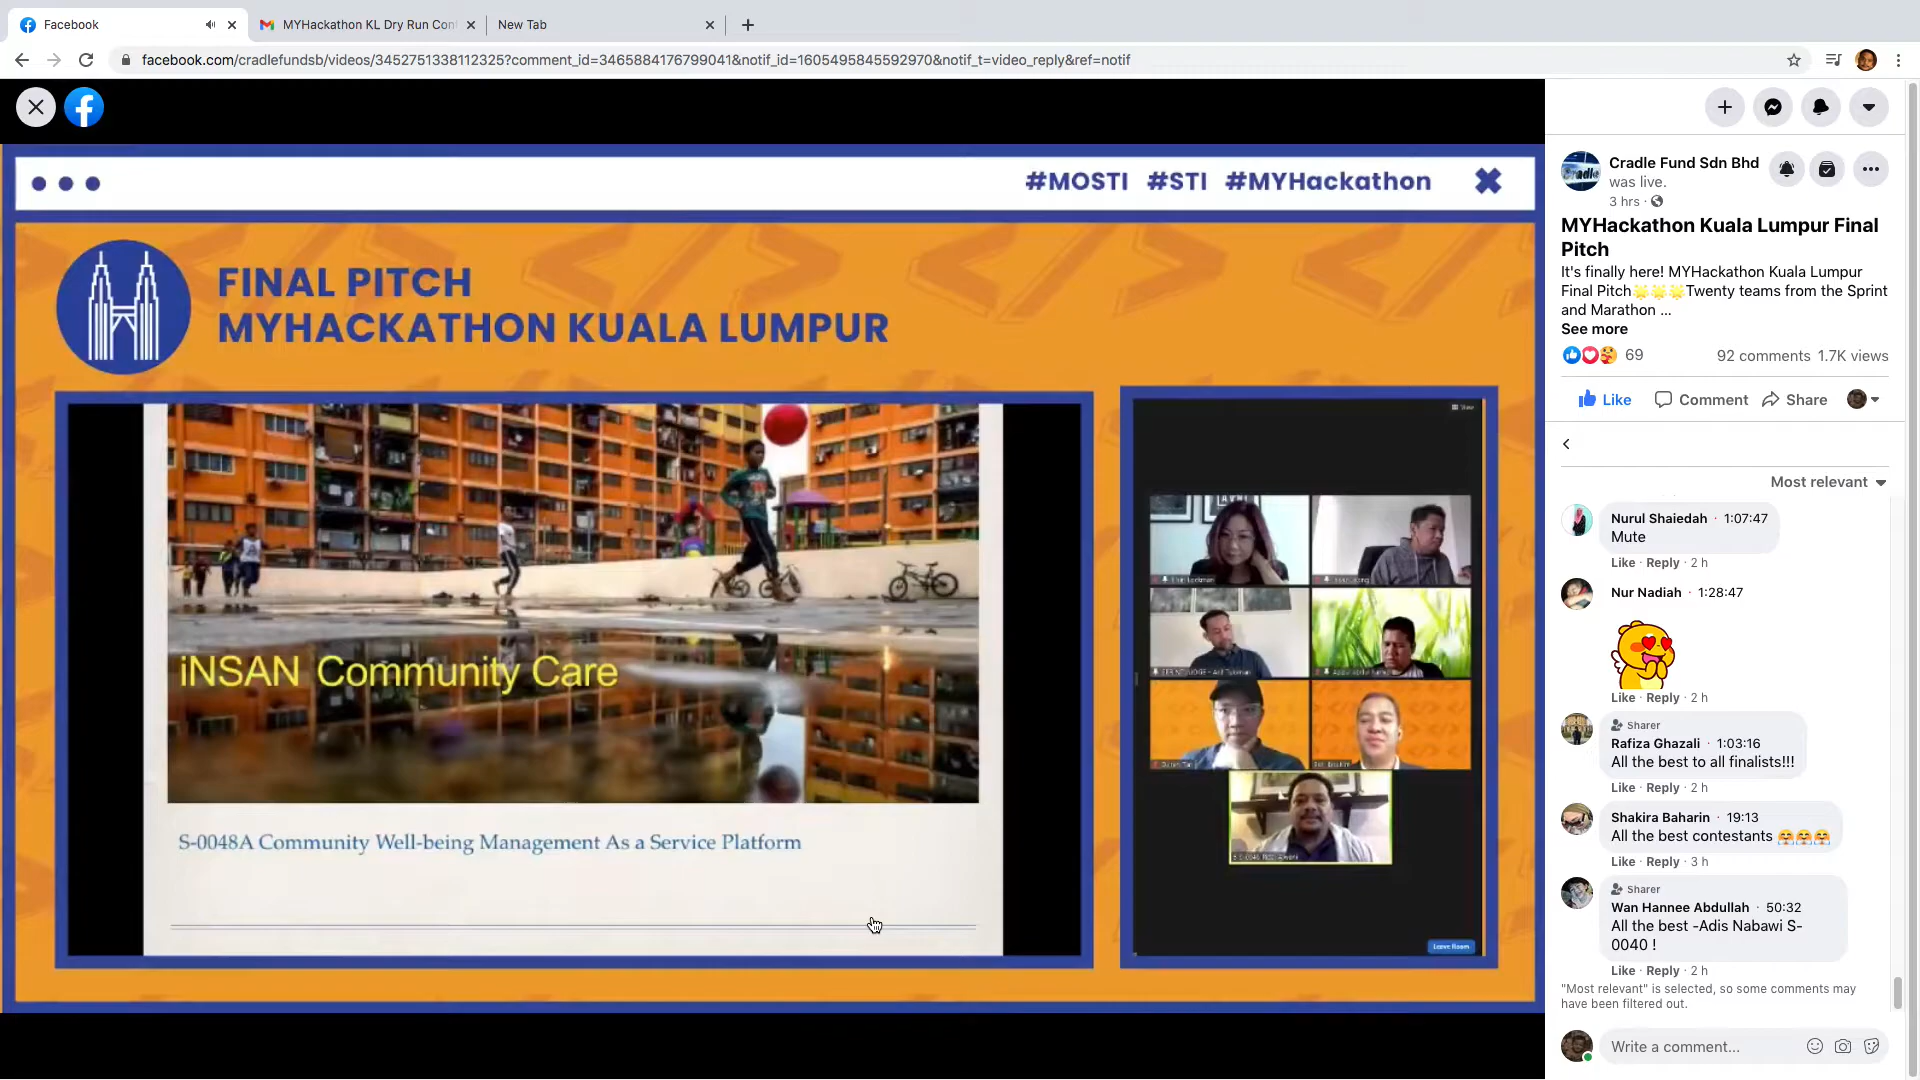 Facebook
MYHackathon KL Dry Run Con
New Tab
facebook.com/cradlefundsb/videos/3452751338112325?comment_id=3465884176799041&notif_id=1605495845592970&notif_t=video_reply&ref=notif
#MOSTI #STI #MYHackathon
FINAL PITCH
MYHACKATHON KUALA LUMPUR
iNSAN Community Care
S-0048A Community Well-being Management As a Service Platform
View
Leave Room
Cradle Fund Sdn Bhd
was live.
3 hrs ·
MYHackathon Kuala Lumpur Final
Pitch
It's finally here! MYHackathon Kuala Lumpur
Final Pitch🌟🌟🌟Twenty teams from the Sprint
and Marathon ...
See more
69
92 comments 1.7K views
Like Comment Share
Most relevant
Nurul Shaiedah · 1:07:47
Mute
Like · Reply · 2 h
Nur Nadiah · 1:28:47
Like · Reply · 2 h
Sharer
Rafiza Ghazali · 1:03:16
All the best to all finalists!!!
Like · Reply · 2 h
Shakira Baharin · 19:13
All the best contestants 🤗🤗🤗
Like · Reply · 3 h
Sharer
Wan Hannee Abdullah · 50:32
All the best -Adis Nabawi S-
0040 !
Like · Reply · 2 h
"Most relevant" is selected, so some comments may
have been filtered out.
Write a comment...